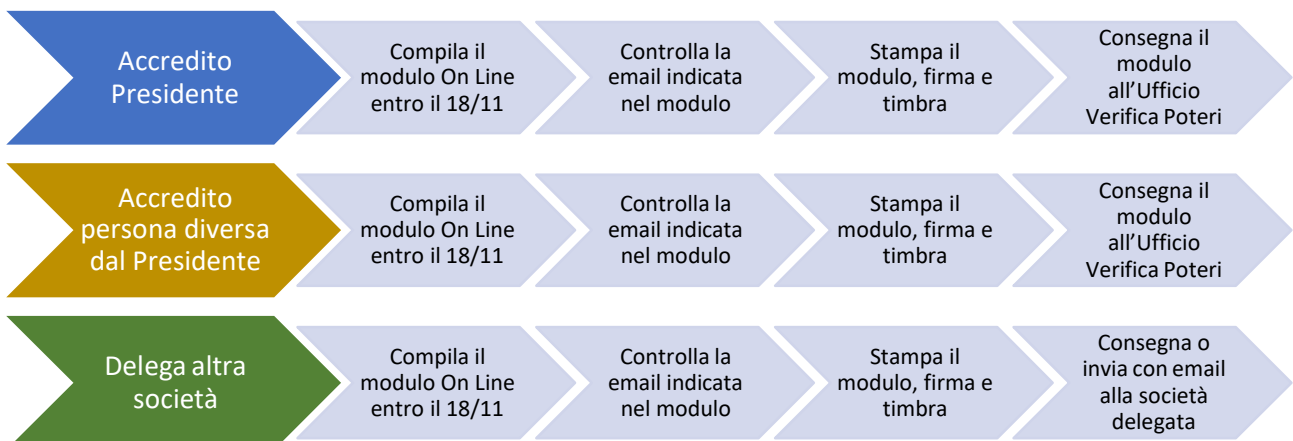 Accredito
Presidente
Compila il
modulo On Line
entro il 18/11
Controlla la
email indicata
nel modulo
Stampa il
modulo, firma e
timbra
Consegna il
modulo
all’Ufficio
Verifica Poteri
Accredito
persona diversa
dal Presidente
Compila il
modulo On Line
entro il 18/11
Controlla la
email indicata
nel modulo
Stampa il
modulo, firma e
timbra
Consegna il
modulo
all’Ufficio
Verifica Poteri
Delega altra
società
Compila il
modulo On Line
entro il 18/11
Controlla la
email indicata
nel modulo
Stampa il
modulo, firma e
timbra
Consegna o
invia con email
alla società
delegata